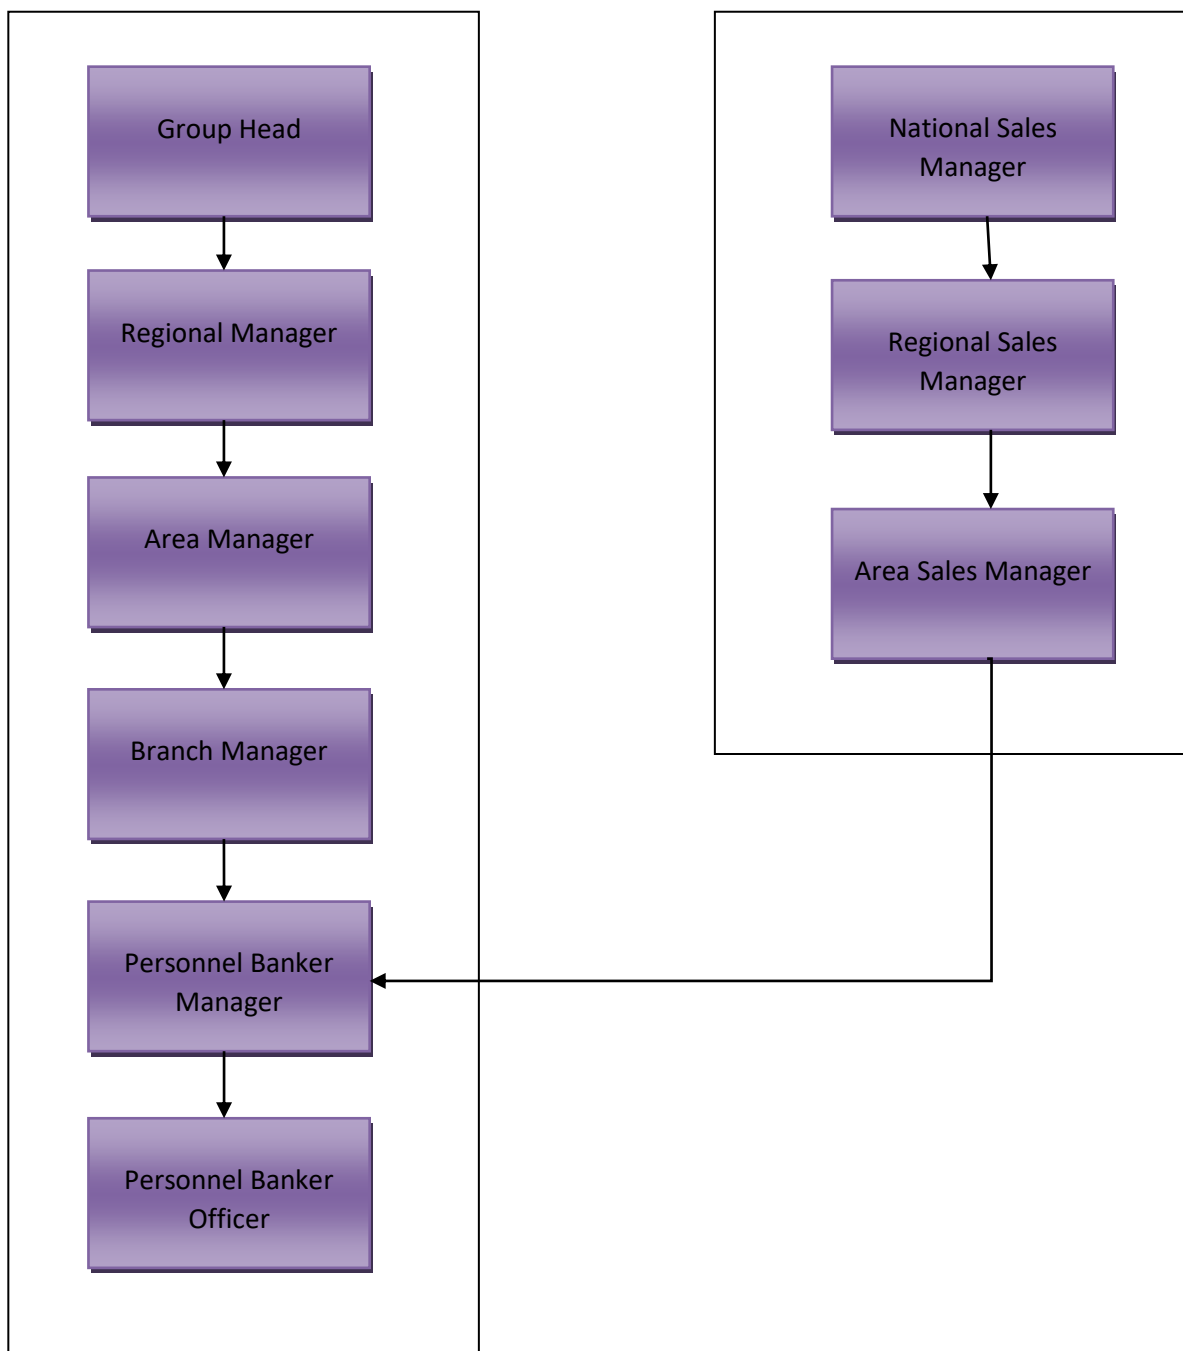 Group Head
Regional Manager
Area Manager
Branch Manager
Personnel Banker
Manager
Personnel Banker
Officer
National Sales
Manager
Regional Sales
Manager
Area Sales Manager